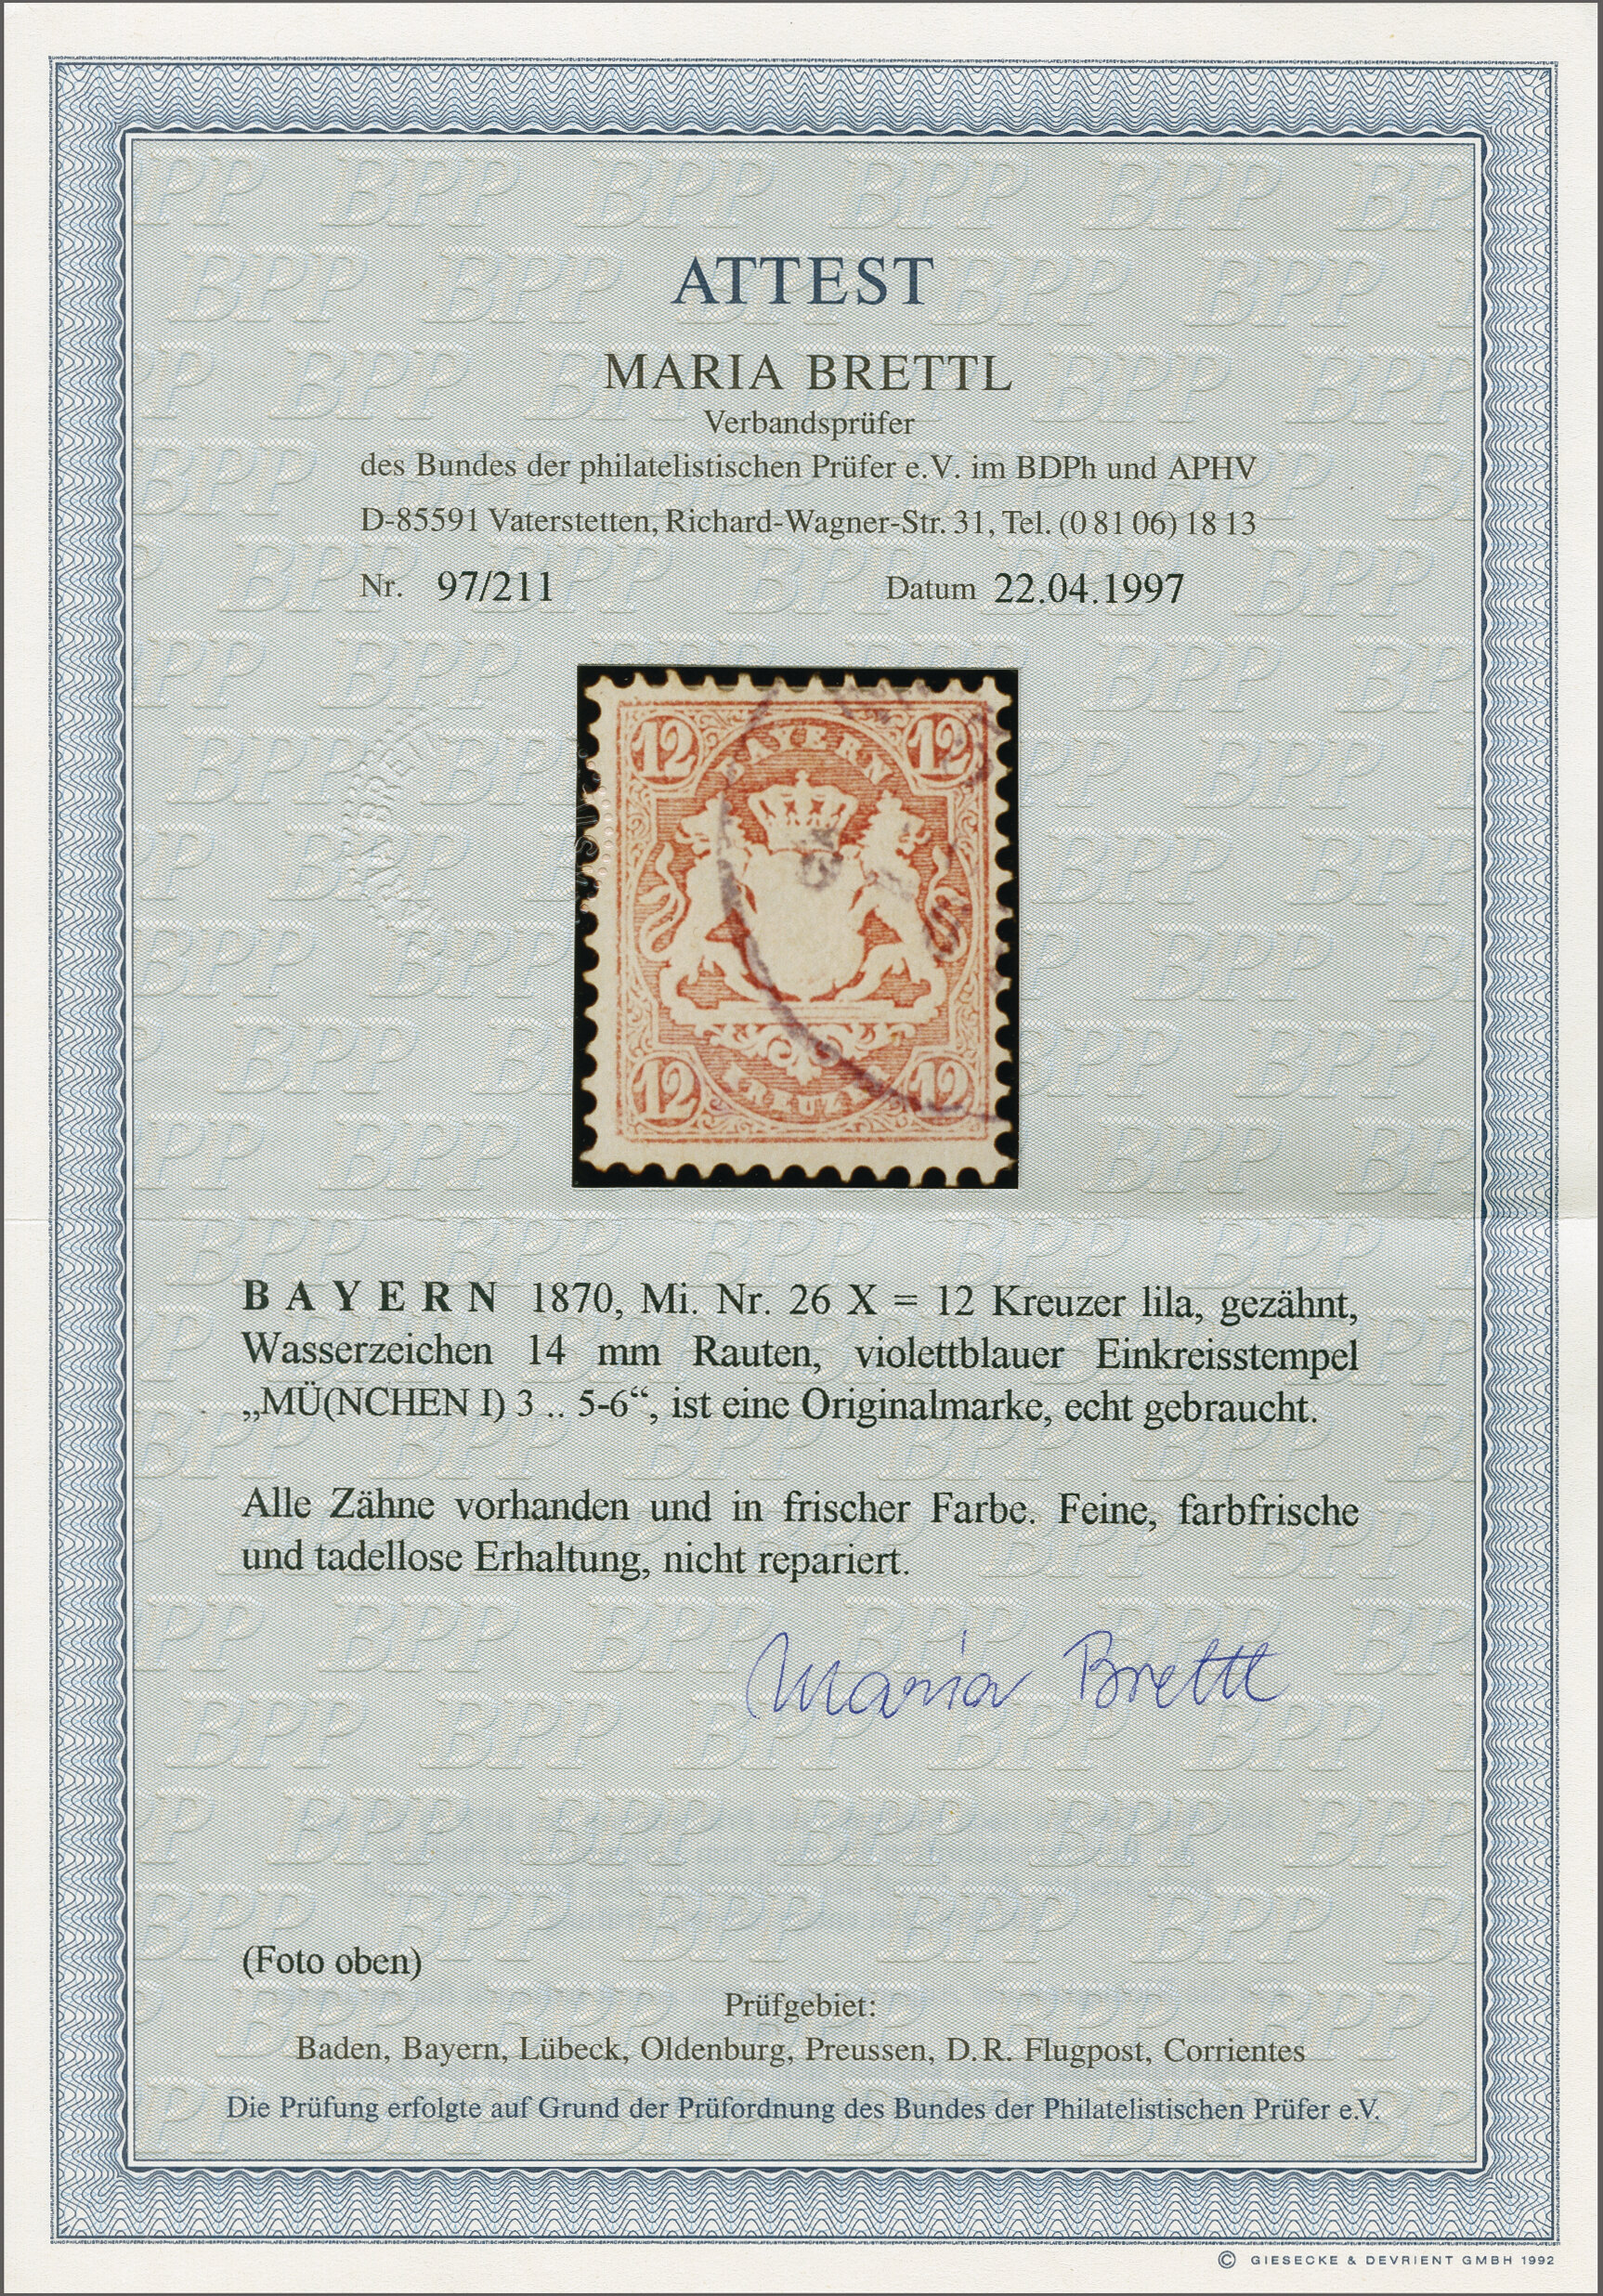 ATTEST
MARIA BRETTL
Verbandsprüfer
des Bundes der philatelistischen Prüfer e.V. im BDPh und APHV
D-85591 Vaterstetten, Richard-Wagner-Str. 31, Tel. (0 81 06) 18 13
Nr. 97/211 Datum 22.04.1997
12 12
BAYERN
12 12
KREUZ
BAYERN 1870, Mi. Nr. 26 X = 12 Kreuzer lila, gezähnt,
Wasserzeichen 14 mm Rauten, violettblauer Einkreisstempel
„MÜ(NCHEN I) 3 .. 5-6“, ist eine Originalmarke, echt gebraucht.
Alle Zähne vorhanden und in frischer Farbe. Feine, farbfrische
und tadellose Erhaltung, nicht repariert.
Maria Brettl
(Foto oben)
Prüfgebiet:
Baden, Bayern, Lübeck, Oldenburg, Preussen, D.R. Flugpost, Corrientes
Die Prüfung erfolgte auf Grund der Prüfordnung des Bundes der Philatelistischen Prüfer e.V.
© GIESECKE & DEVRIENT GMBH 1992